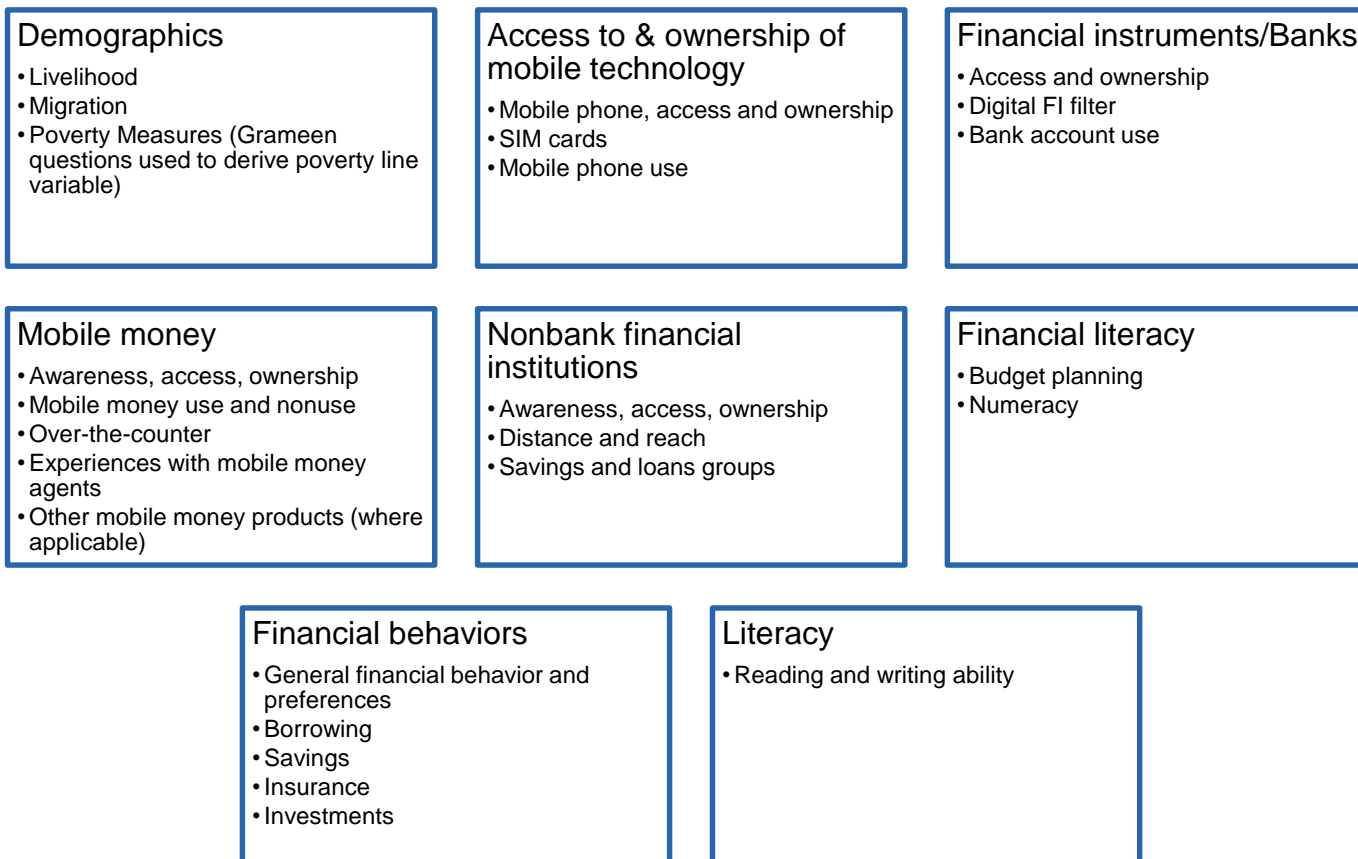 Demographics
•Livelihood
•Migration
•Poverty Measures (Grameen
questions used to derive poverty line
variable)
Access to & ownership of
mobile technology
•Mobile phone, access and ownership
•SIM cards
•Mobile phone use
Financial instruments/Banks
•Access and ownership
•Digital FI filter
•Bank account use
Mobile money
•Awareness, access, ownership
•Mobile money use and nonuse
•Over-the-counter
•Experiences with mobile money
agents
•Other mobile money products (where
applicable)
Nonbank financial
institutions
•Awareness, access, ownership
•Distance and reach
•Savings and loans groups
Financial literacy
•Budget planning
•Numeracy
Financial behaviors
•General financial behavior and
preferences
•Borrowing
•Savings
•Insurance
•Investments
Literacy
•Reading and writing ability